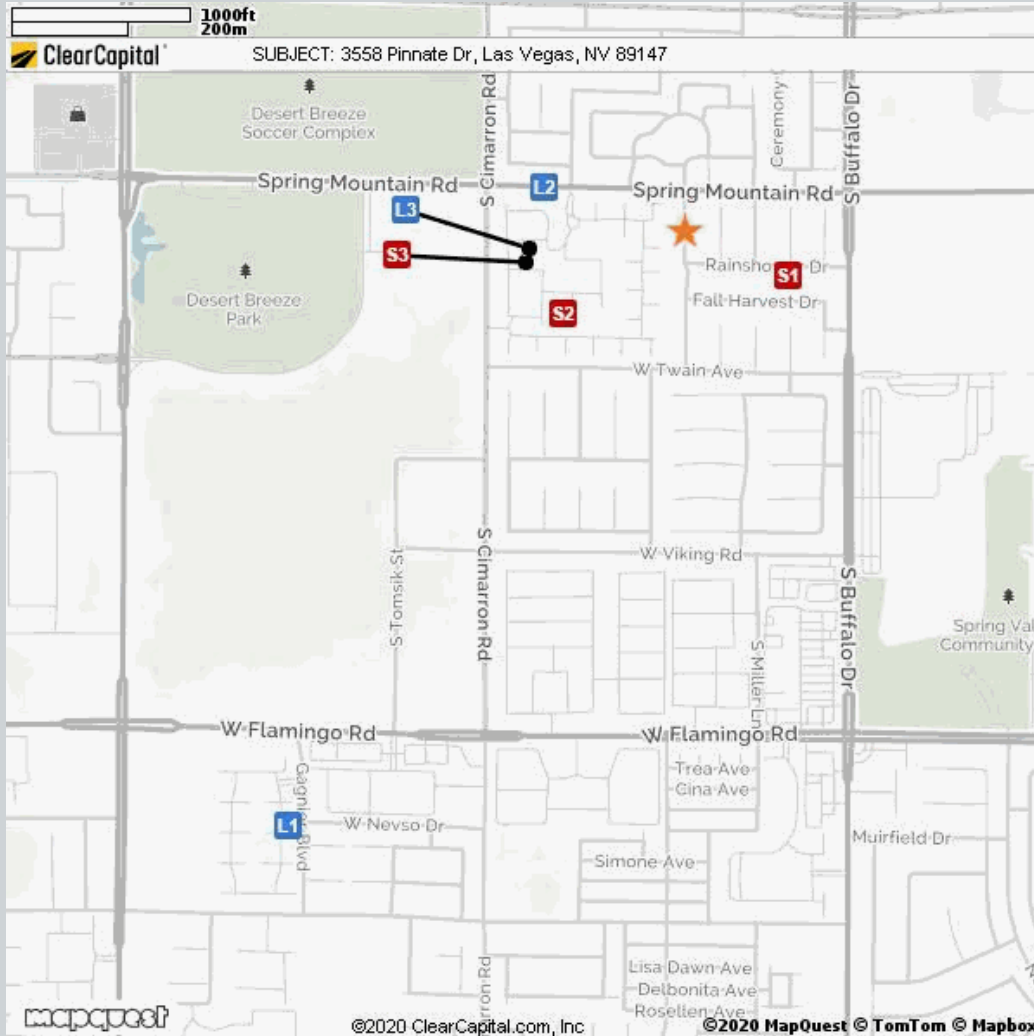 1000ft
200m
ClearCapital
SUBJECT: 3558 Pinnate Dr, Las Vegas, NV 89147
Desert Breeze
Soccer Complex
S Cimarron Rd
Ceremony
S Buffalo Dr
Spring Mountain Rd
L2
Spring Mountain Rd
L3
S3
Desert Breeze
Park
Dr
S1
Fall Harvest Dr
S2
W Twain Ave
S Cimarron Rd
S Tomsik St
W Viking Rd
S Buffalo Dr
S Miller Ln
Spring
Community
W Flamingo Rd
W Flamingo Rd
Trea Ave
Cina Ave
Gagnier Blvd
L1
W Nevso Dr
Muirfield Dr
Simone Ave
Lisa Dawn Ave
Delbonita Ave
Rosellen Ave
Rd
mapquest
©2020 ClearCapital.com, Inc
©2020 MapQuest © TomTom © Mapbox